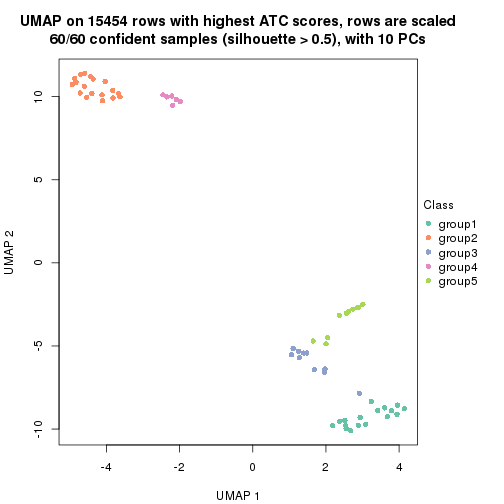 UMAP on 15454 rows with highest ATC scores, rows are scaled
60/60 confident samples (silhouette > 0.5), with 10 PCs
10
5
0
-5
-10
UMAP 2
-4
-2
0
2
4
UMAP 1
Class
group1
group2
group3
group4
group5